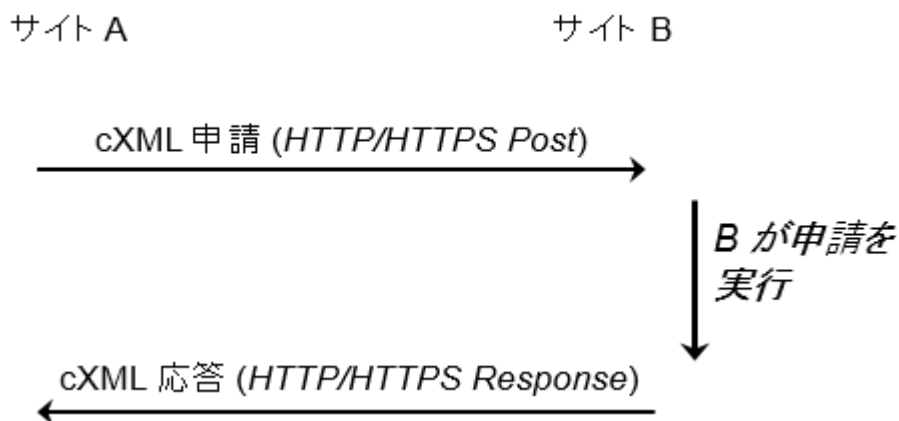 サイト A
サイト B
cXML 申請 (HTTP/HTTPS Post)
B が申請を
実行
cXML 応答 (HTTP/HTTPS Response)